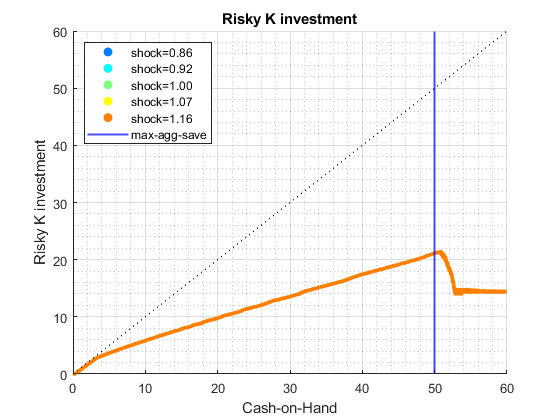 Risky K investment
shock=0.86
shock=0.92
shock=1.00
shock=1.07
shock=1.16
max-agg-save
Risky K investment
60
50
40
30
20
10
0
0 10 20 30 40 50 60
Cash-on-Hand